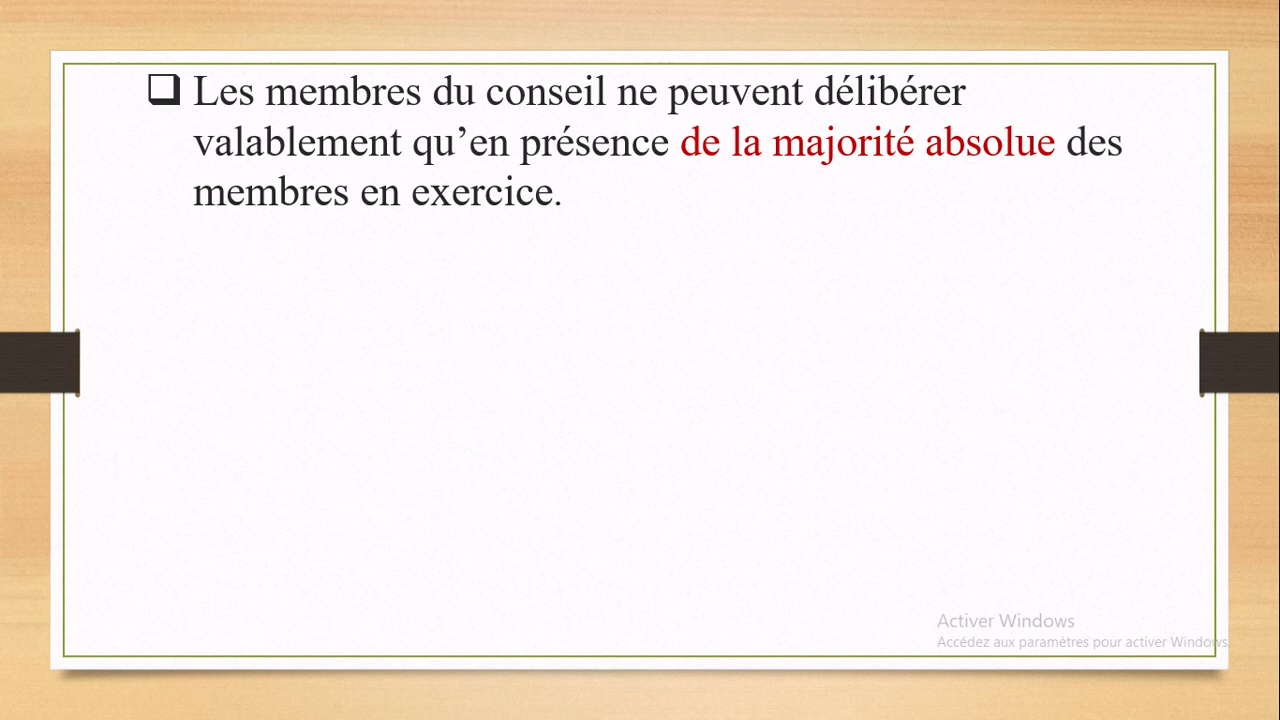 ❑ Les membres du conseil ne peuvent délibérer
valablement qu’en présence de la majorité absolue des
membres en exercice.
Activer Windows
Accédez aux paramètres pour activer Windows.